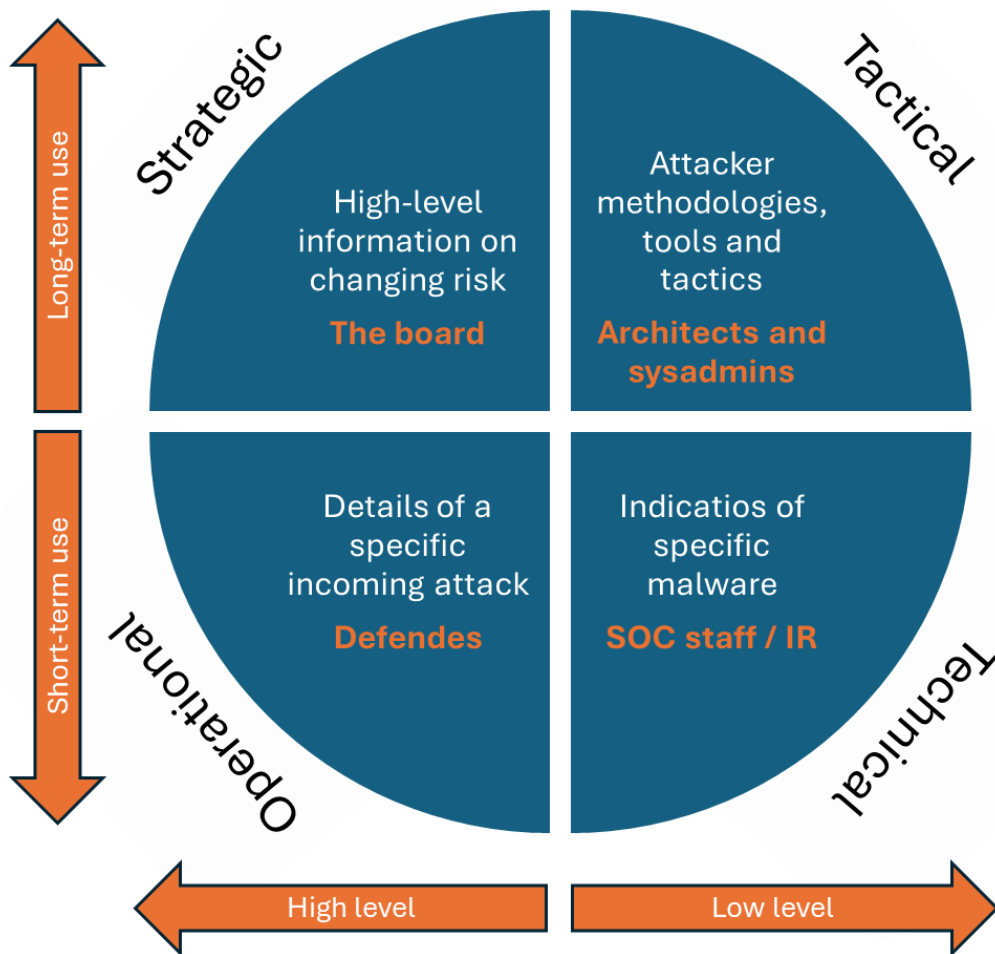 Strategic
Tactical
Long-term use
High-level
information on
changing risk
The board
Attacker
methodologies,
tools and
tactics
Architects and
sysadmins
Short-term use
Details of a
specific
incoming attack
Defendes
Indicatios of
specific
malware
SOC staff / IR
Operational
Technical
High level
Low level